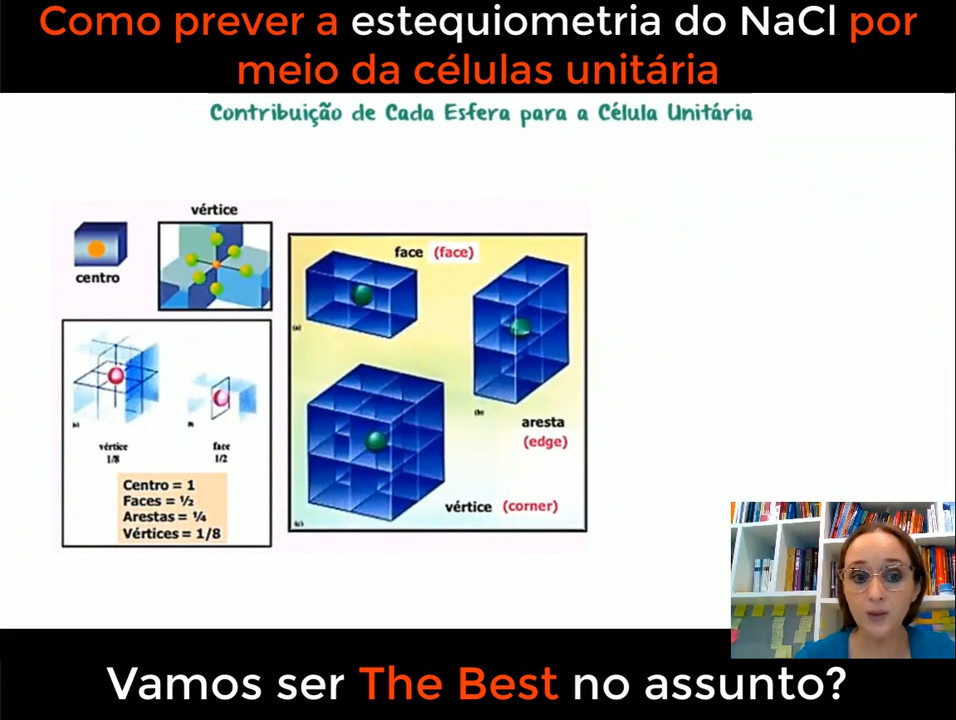 Como prever a estequiometria do NaCl por
meio da células unitária
Contribuição de Cada Esfera para a Célula Unitária
vértice
centro
face (face)
(a)
(b)
aresta
(edge)
vértice (corner)
(c)
vértice
1/8
face
1/2
Centro = 1
Faces = ½
Arestas = ¼
Vértices = 1/8
Vamos ser The Best no assunto?